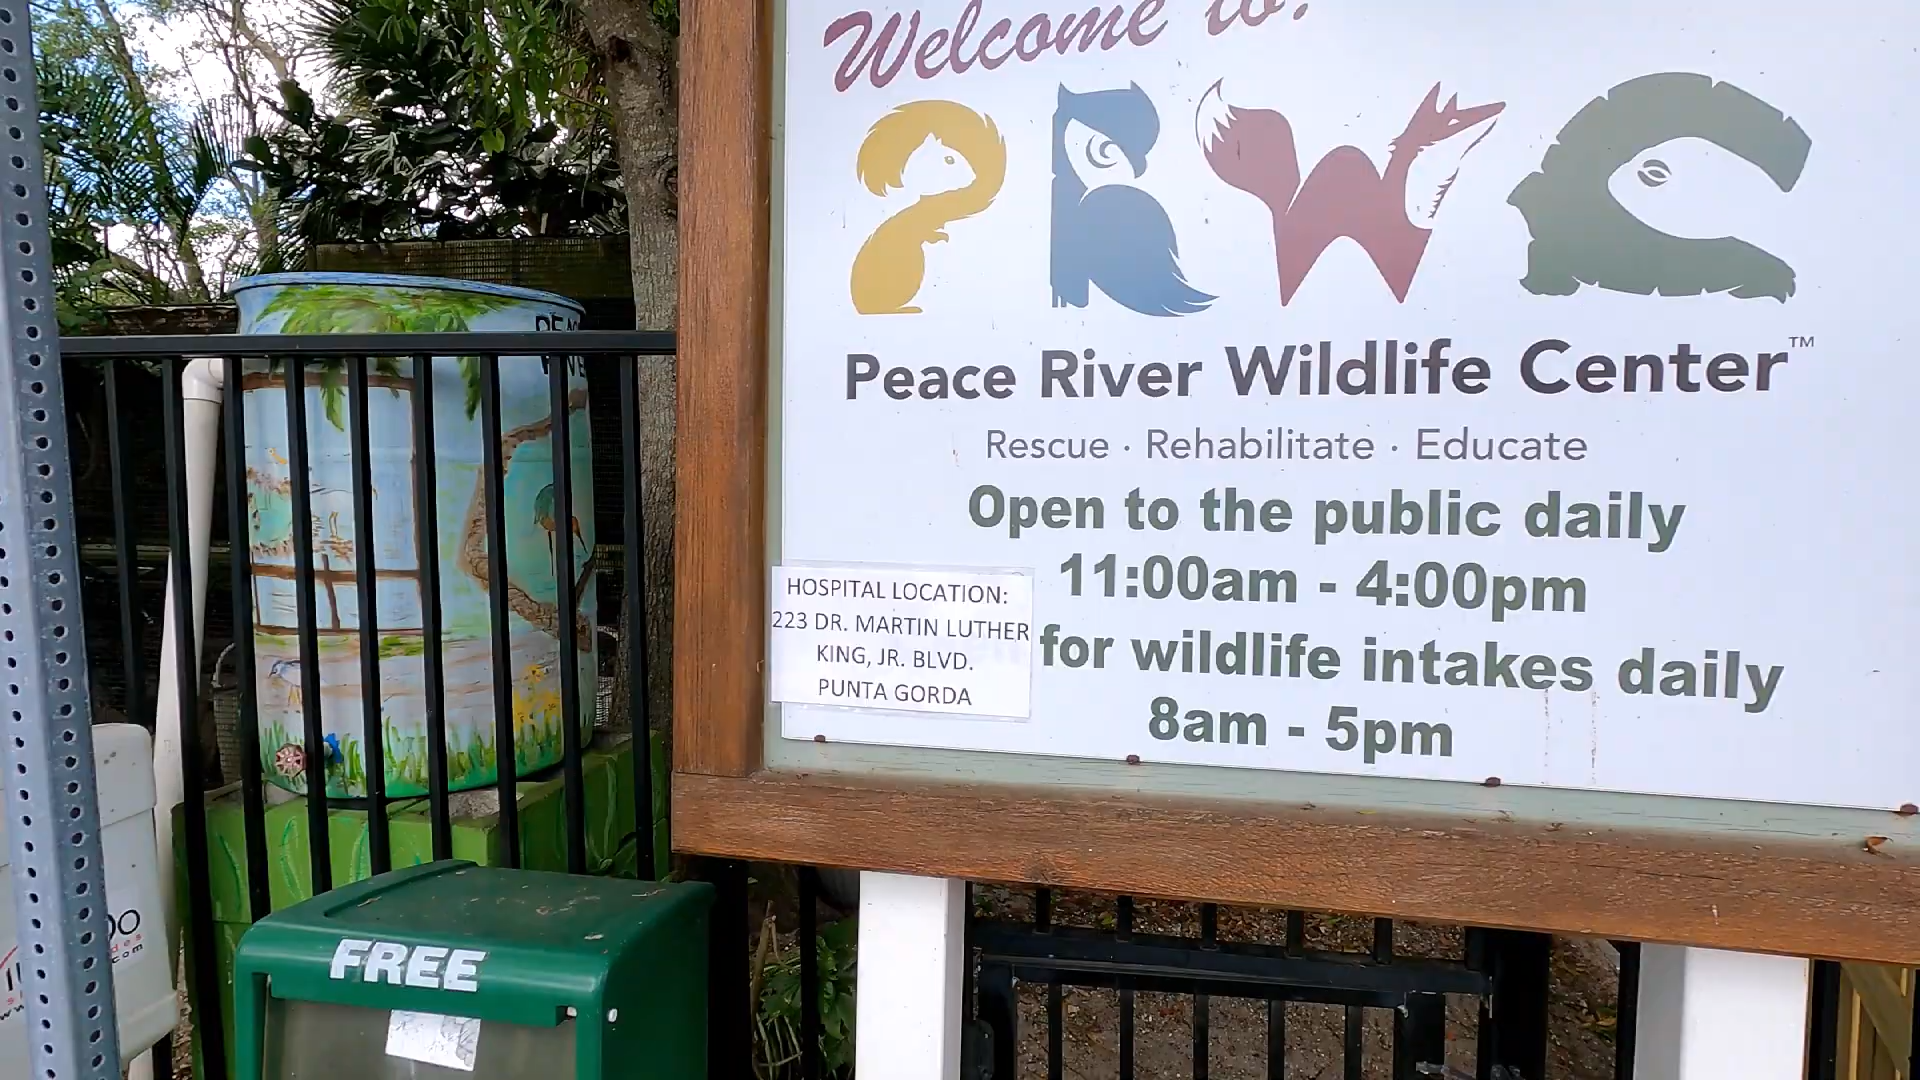 Welcome to:
PRWC
Peace River Wildlife Center™
Rescue · Rehabilitate · Educate
Open to the public daily
11:00am - 4:00pm
for wildlife intakes daily
8am - 5pm
HOSPITAL LOCATION:
223 DR. MARTIN LUTHER
KING, JR. BLVD.
PUNTA GORDA
FREE